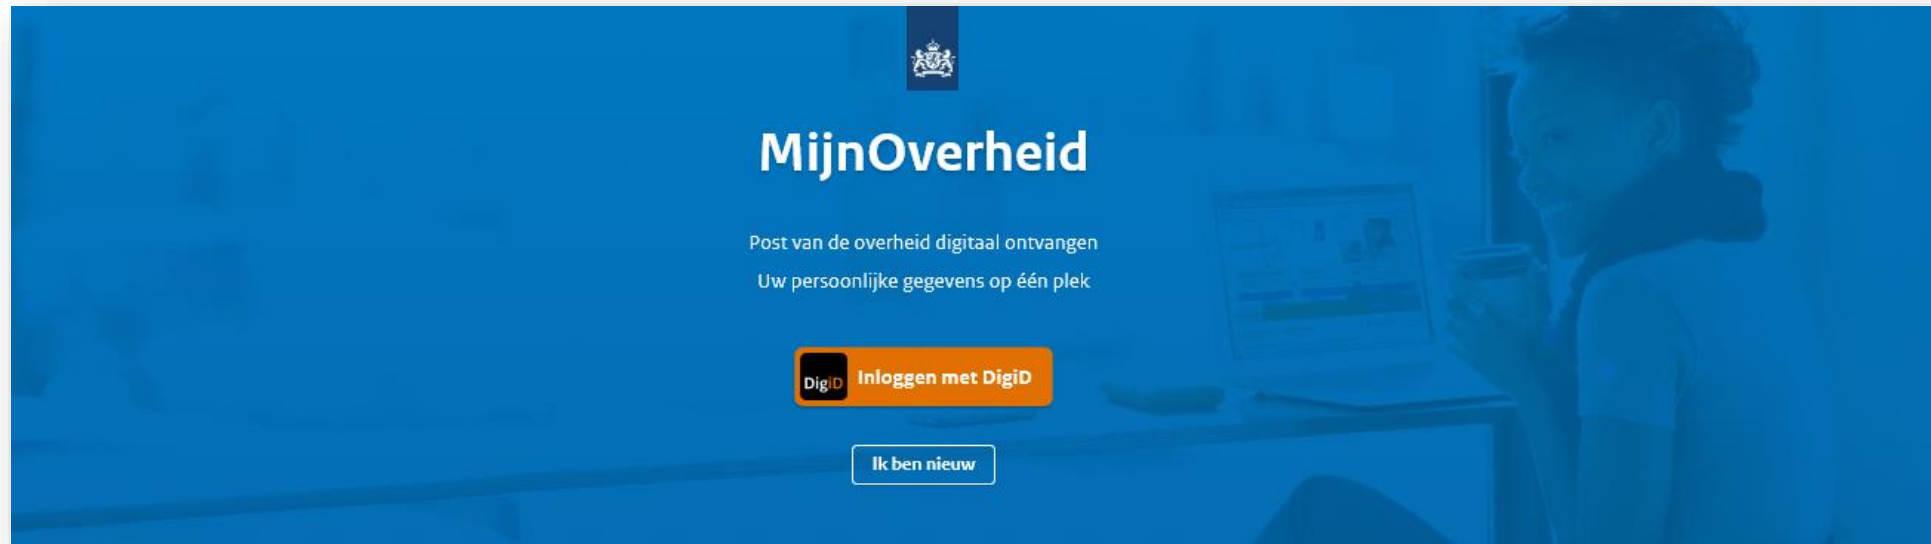 MijnOverheid
Post van de overheid digitaal ontvangen
Uw persoonlijke gegevens op één plek
DigiD
Inloggen met DigiD
Ik ben nieuw